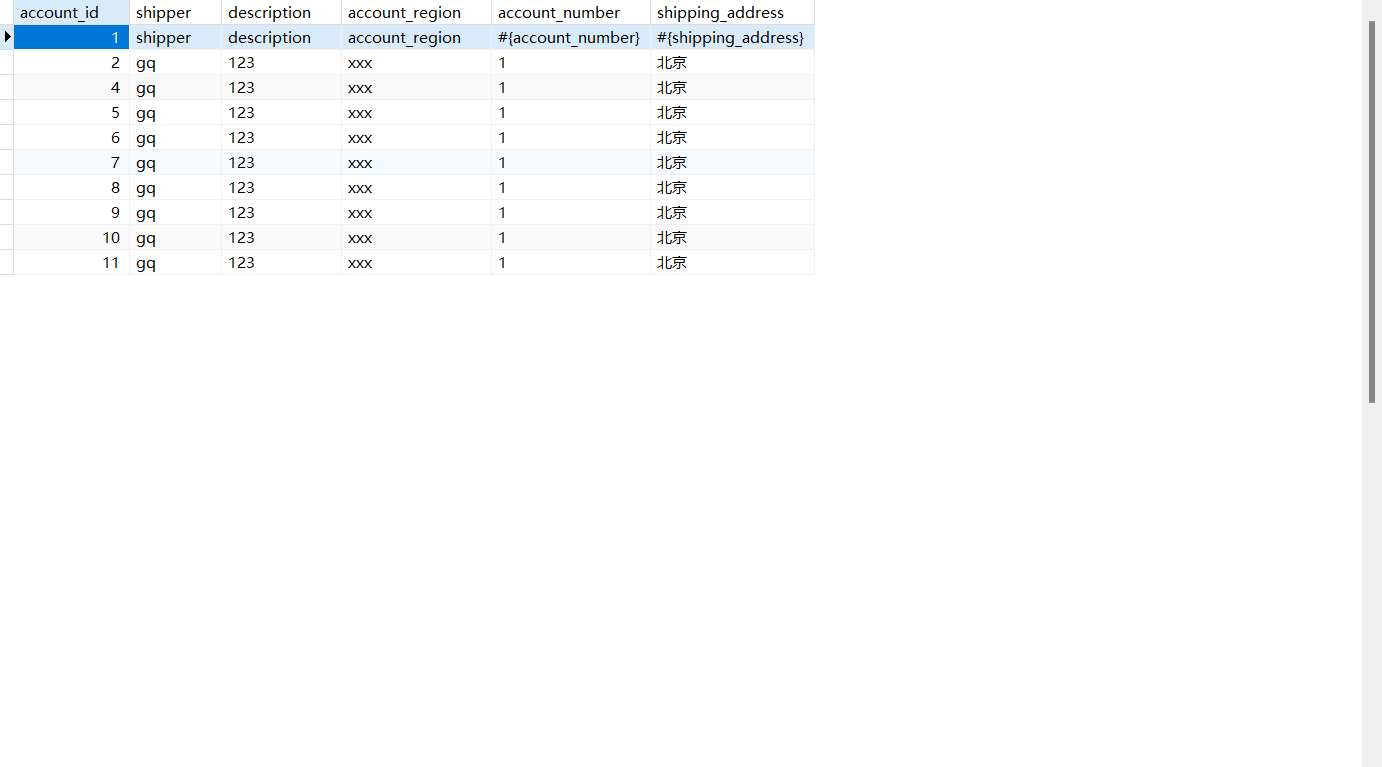 account_id shipper description account_region account_number shipping_address
1 shipper description account_region #{account_number} #{shipping_address}
2 gq 123 xxx 1 北京
4 gq 123 xxx 1 北京
5 gq 123 xxx 1 北京
6 gq 123 xxx 1 北京
7 gq 123 xxx 1 北京
8 gq 123 xxx 1 北京
9 gq 123 xxx 1 北京
10 gq 123 xxx 1 北京
11 gq 123 xxx 1 北京